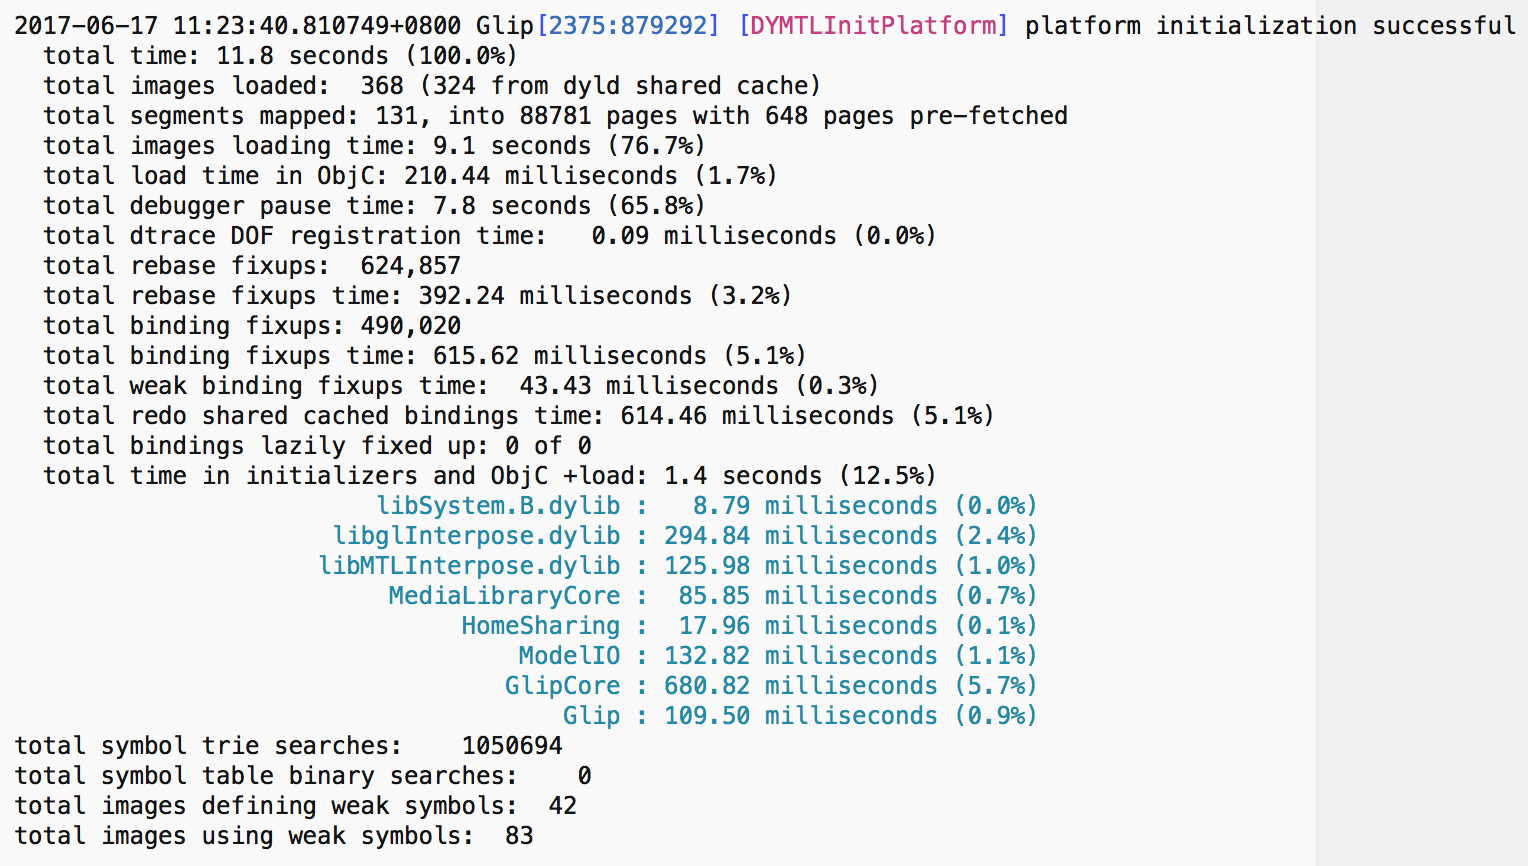 2017-06-17 11:23:40.810749+0800 Glip[2375:879292] [DYMTLInitPlatform] platform initialization successful
total time: 11.8 seconds (100.0%)
total images loaded:  368 (324 from dyld shared cache)
total segments mapped: 131, into 88781 pages with 648 pages pre-fetched
total images loading time: 9.1 seconds (76.7%)
total load time in ObjC: 210.44 milliseconds (1.7%)
total debugger pause time: 7.8 seconds (65.8%)
total dtrace DOF registration time:   0.09 milliseconds (0.0%)
total rebase fixups:  624,857
total rebase fixups time: 392.24 milliseconds (3.2%)
total binding fixups: 490,020
total binding fixups time: 615.62 milliseconds (5.1%)
total weak binding fixups time:  43.43 milliseconds (0.3%)
total redo shared cached bindings time: 614.46 milliseconds (5.1%)
total bindings lazily fixed up: 0 of 0
total time in initializers and ObjC +load: 1.4 seconds (12.5%)
libSystem.B.dylib :   8.79 milliseconds (0.0%)
libglInterpose.dylib : 294.84 milliseconds (2.4%)
libMTLInterpose.dylib : 125.98 milliseconds (1.0%)
MediaLibraryCore :  85.85 milliseconds (0.7%)
HomeSharing :  17.96 milliseconds (0.1%)
ModelIO : 132.82 milliseconds (1.1%)
GlipCore : 680.82 milliseconds (5.7%)
Glip : 109.50 milliseconds (0.9%)
total symbol trie searches:    1050694
total symbol table binary searches:    0
total images defining weak symbols:  42
total images using weak symbols:  83